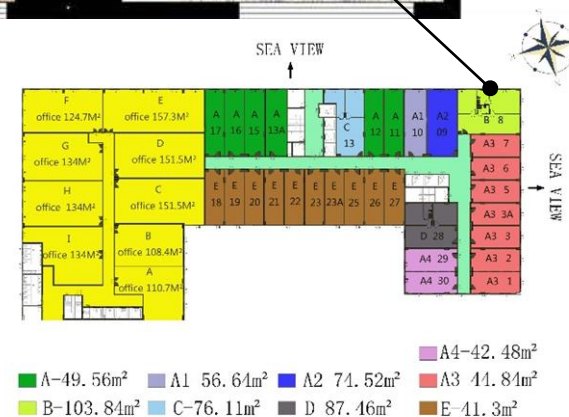 SEA VIEW
F
office 124.7M²
E
office 157.3M²
G
office 134M²
D
office 151.5M²
H
office 134M²
C
office 151.5M²
I
office 134M²
B
office 108.4M²
A
office 110.7M²
A 17
A 16
A 15
A 13A
C 13
A 12
A 11
A1 10
A2 09
B 8
E 18
E 19
E 20
E 21
E 22
E 23
E 23A
E 25
E 26
E 27
A3 7
A3 6
A3 5
A3 3A
A3 3
A3 2
A3 1
D 28
A4 29
A4 30
SEA VIEW
A4-42.48m²
A-49.56m²
A1 56.64m²
A2 74.52m²
A3 44.84m²
B-103.84m²
C-76.11m²
D 87.46m²
E-41.3m²